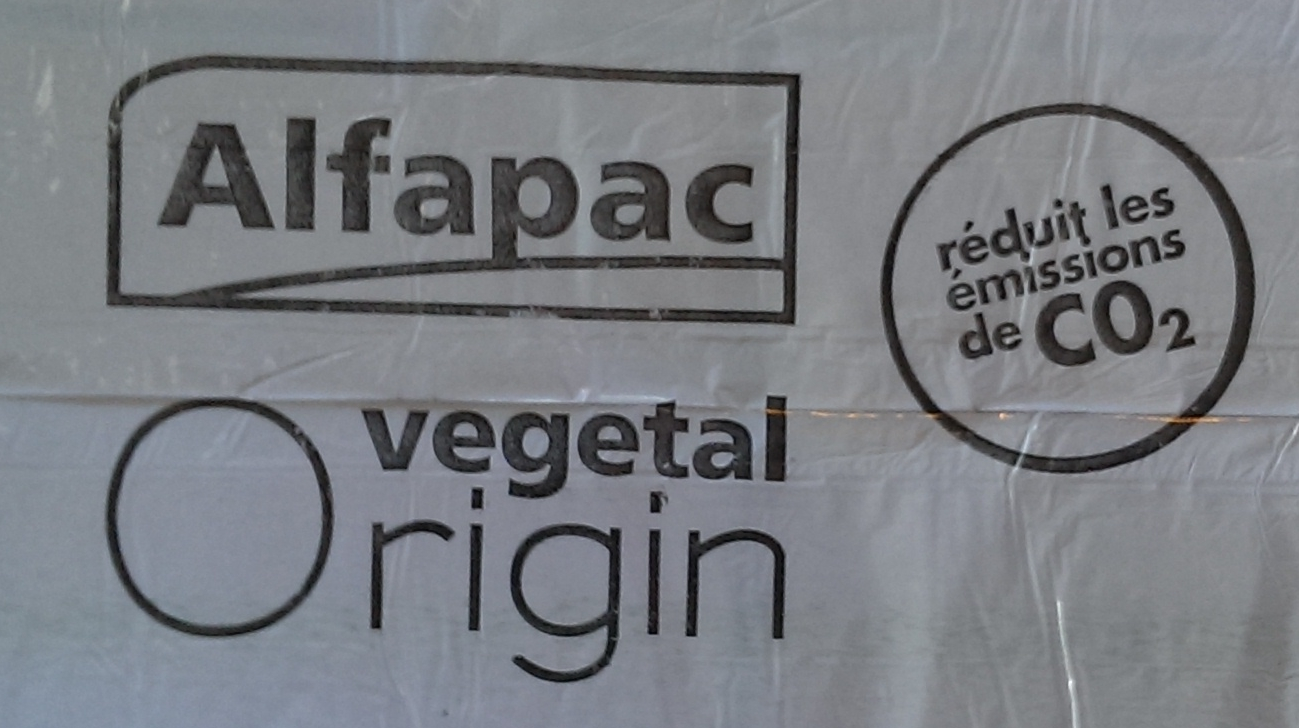 Alfapac
réduit les
émissions
de CO₂
vegetal
Origin